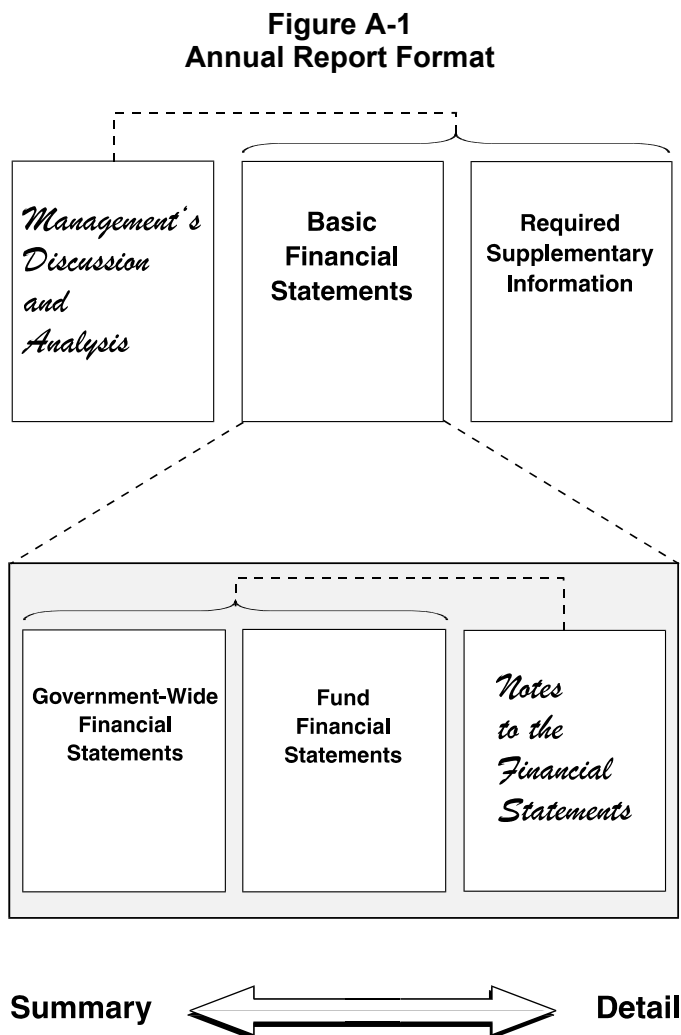 Figure A-1
Annual Report Format
Management's
Discussion
and
Analysis
Basic
Financial
Statements
Required
Supplementary
Information
Government-Wide
Financial
Statements
Fund
Financial
Statements
Notes
to the
Financial
Statements
Summary
Detail